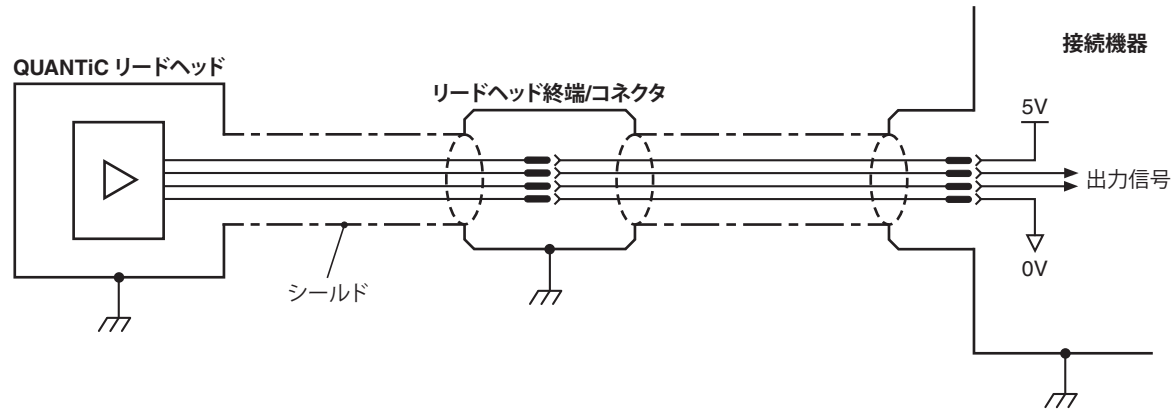 接続機器
QUANTiC リードヘッド
リードヘッド終端/コネクタ
5V
出力信号
0V
シールド